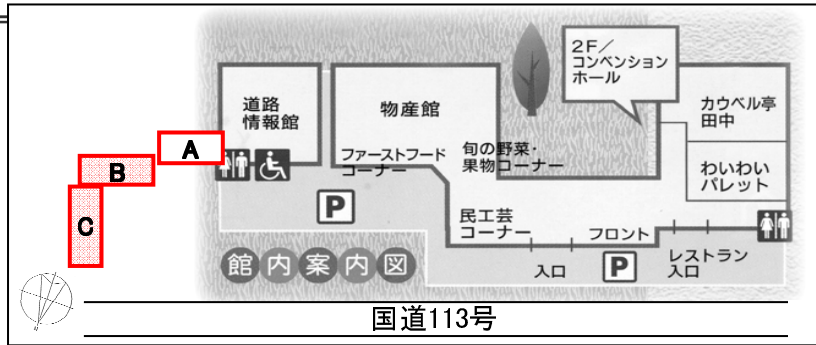 A
B
C
道路
情報館
物産館
ファーストフード
コーナー
旬の野菜・
果物コーナー
2F/
コンベンション
ホール
カウベル亭
田中
わいわい
パレット
P
民工芸
コーナー
フロント
入口
P
レストラン
入口
館内案内図
国道113号